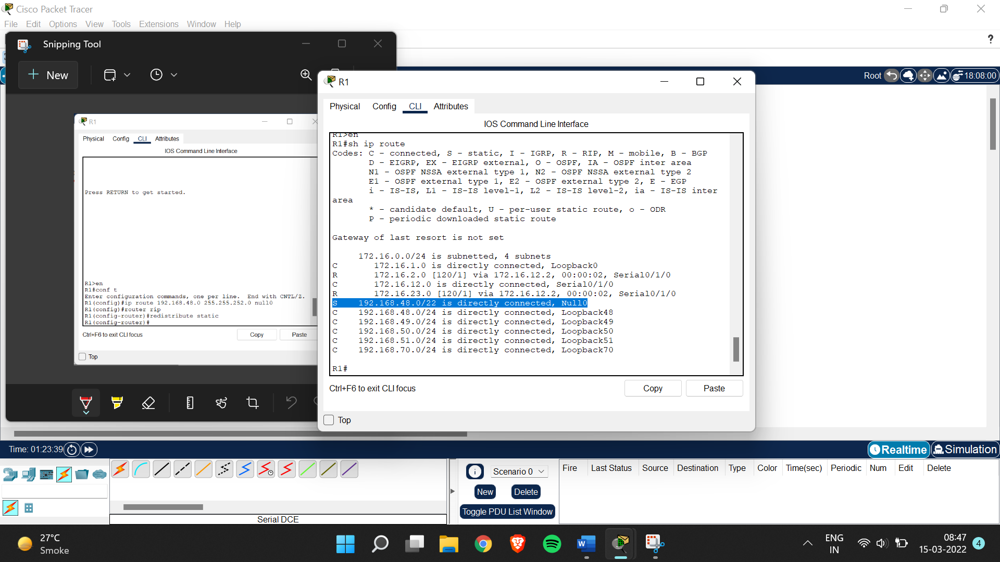 Cisco Packet Tracer
File Edit Options View Tools Extensions Window Help
?
Snipping Tool
New
Root 18:08:00
R1
Physical Config CLI Attributes
IOS Command Line Interface
Press RETURN to get started.
R1>en
R1#conf t
Enter configuration commands, one per line. End with CNTL/Z.
R1(config)#ip route 192.168.48.0 255.255.252.0 null0
R1(config)#router rip
R1(config-router)#redistribute static
R1(config-router)#
Ctrl+F6 to exit CLI focus
Copy Paste
Top
R1
Physical Config CLI Attributes
IOS Command Line Interface
R1>en
R1#sh ip route
Codes: C - connected, S - static, I - IGRP, R - RIP, M - mobile, B - BGP
D - EIGRP, EX - EIGRP external, O - OSPF, IA - OSPF inter area
N1 - OSPF NSSA external type 1, N2 - OSPF NSSA external type 2
E1 - OSPF external type 1, E2 - OSPF external type 2, E - EGP
i - IS-IS, L1 - IS-IS level-1, L2 - IS-IS level-2, ia - IS-IS inter
area
* - candidate default, U - per-user static route, o - ODR
P - periodic downloaded static route
Gateway of last resort is not set
172.16.0.0/24 is subnetted, 4 subnets
C 172.16.1.0 is directly connected, Loopback0
R 172.16.2.0 [120/1] via 172.16.12.2, 00:00:02, Serial0/1/0
C 172.16.12.0 is directly connected, Serial0/1/0
R 172.16.23.0 [120/1] via 172.16.12.2, 00:00:02, Serial0/1/0
S 192.168.48.0/22 is directly connected, Null0
C 192.168.48.0/24 is directly connected, Loopback48
C 192.168.49.0/24 is directly connected, Loopback49
C 192.168.50.0/24 is directly connected, Loopback50
C 192.168.51.0/24 is directly connected, Loopback51
C 192.168.70.0/24 is directly connected, Loopback70
R1#
Ctrl+F6 to exit CLI focus
Copy Paste
Top
Time: 01:23:39
Realtime Simulation
Scenario 0
New Delete
Toggle PDU List Window
Fire Last Status Source Destination Type Color Time(sec) Periodic Num Edit Delete
Serial DCE
27°C
Smoke
ENG
IN
08:47
15-03-2022
4